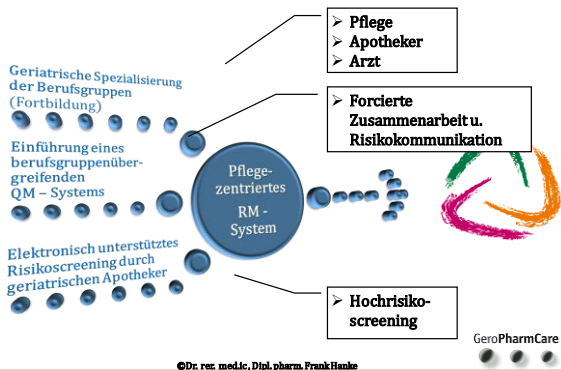 ➢ Pflege
➢ Apotheker
➢ Arzt
Geriatrische Spezialisierung
der Berufsgruppen
(Fortbildung)
➢ Forcierte
Zusammenarbeit u.
Risikokommunikation
Einführung eines
berufsgruppenüber-
greifenden
QM – Systems
Pflege-
zentriertes
RM -
System
Elektronisch unterstütztes
Risikoscreening durch
geriatrischen Apotheker
➢ Hochrisiko-
screening
GeroPharmCare
©Dr. rer. med.ic, Dipl. pharm. Frank Hanke